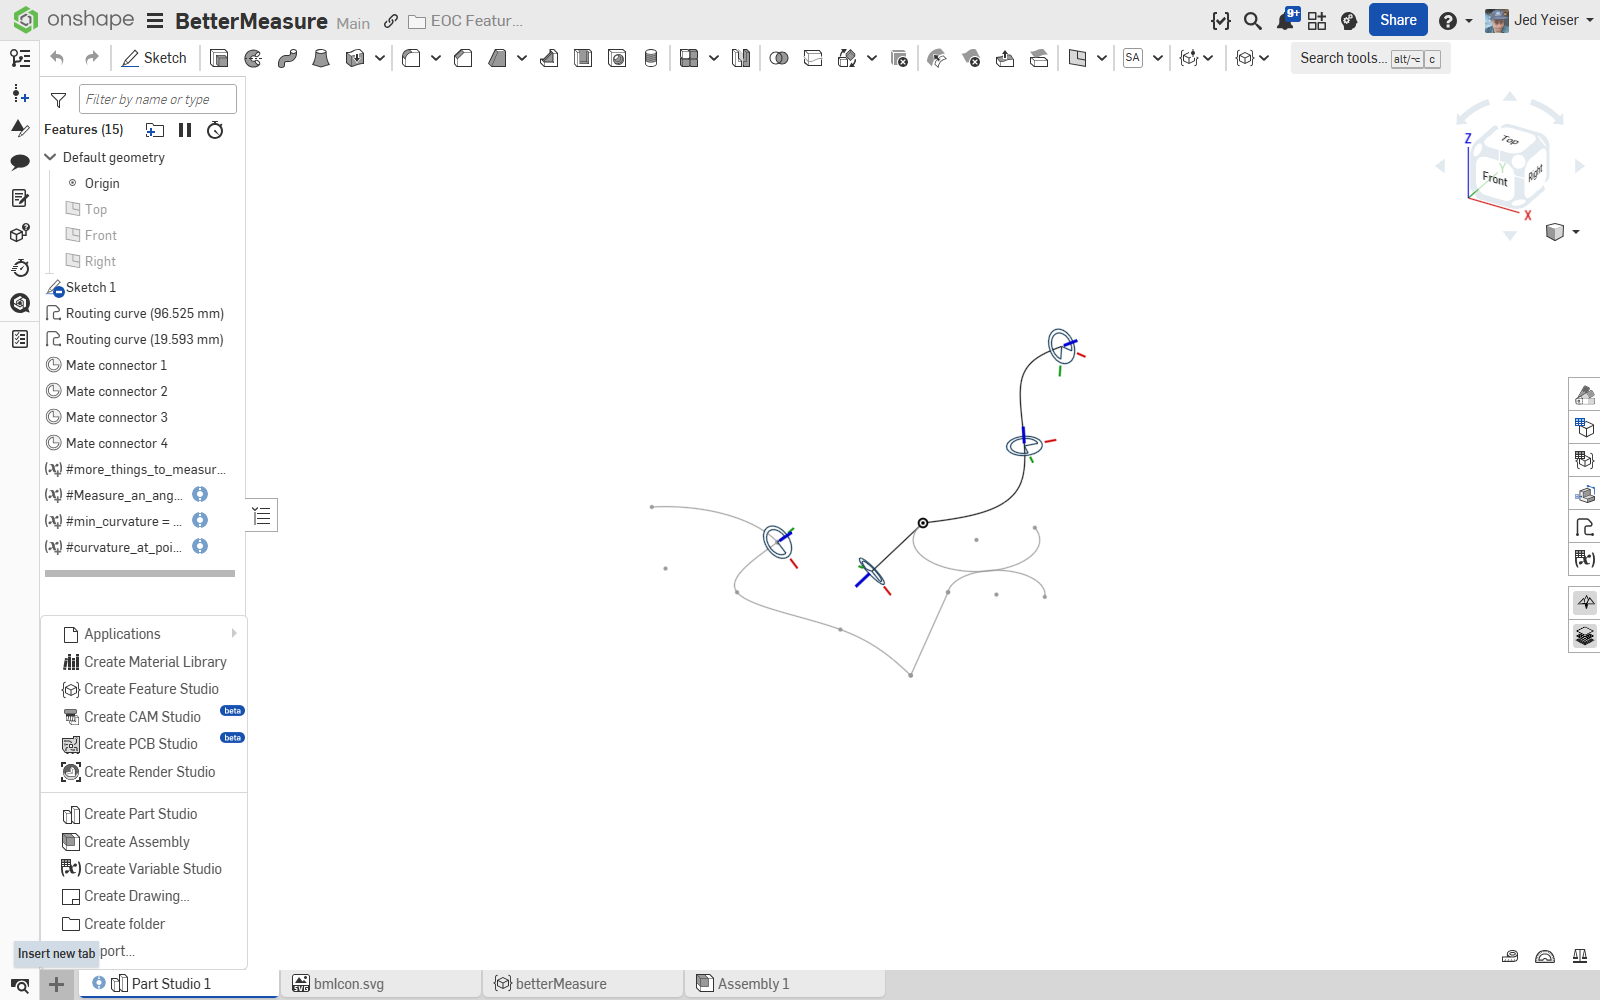 onshape BetterMeasure Main EOC Featur...
9+ Share Jed Yeiser
Sketch SA Search tools... alt/⌥ c
Filter by name or type
Features (15)
Default geometry
Origin
Top
Front
Right
Sketch 1
Routing curve (96.525 mm)
Routing curve (19.593 mm)
Mate connector 1
Mate connector 2
Mate connector 3
Mate connector 4
#more_things_to_measur...
#Measure_an_ang...
#min_curvature = ...
#curvature_at_poi...
Z
Top
Y
Front
Right
X
Applications
Create Material Library
Create Feature Studio
Create CAM Studio beta
Create PCB Studio beta
Create Render Studio
Create Part Studio
Create Assembly
Create Variable Studio
Create Drawing...
Create folder
port...
Insert new tab
Part Studio 1
SVG bmIcon.svg
betterMeasure
Assembly 1